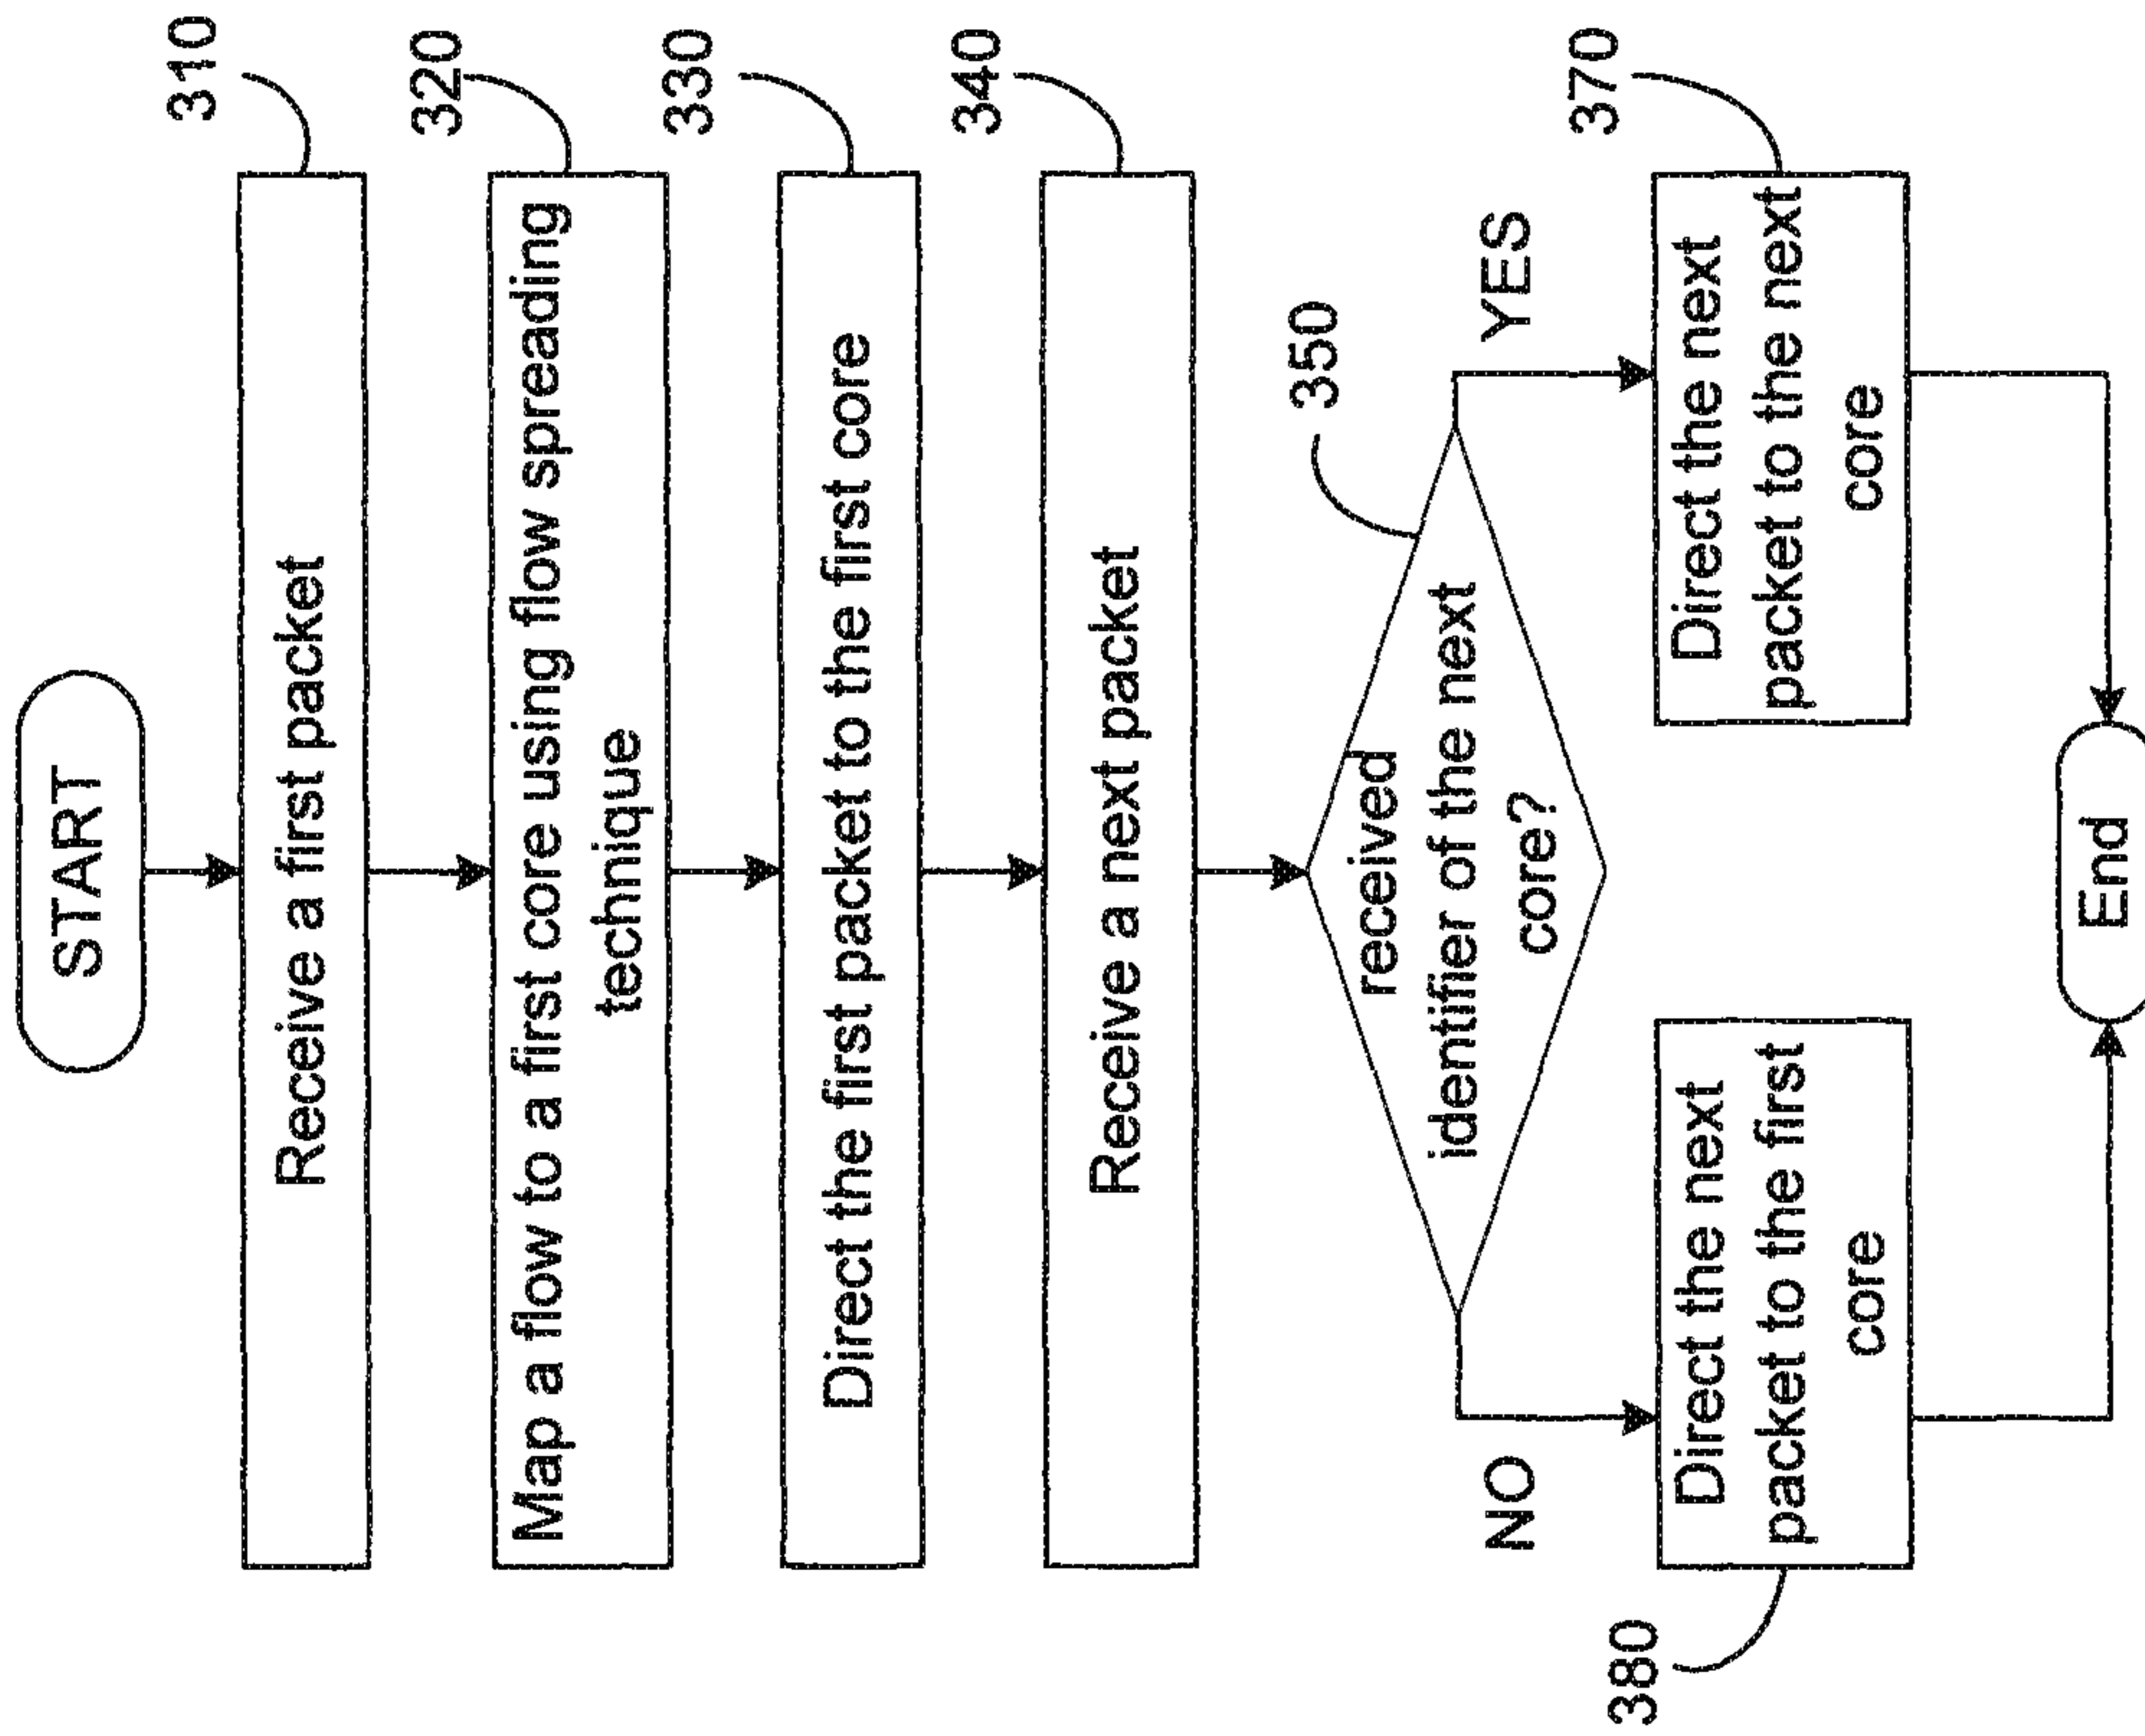 START
310
Receive a first packet
320
Map a flow to a first core using flow spreading
technique
330
Direct the first packet to the first core
340
Receive a next packet
350
received
identifier of the next
core?
NO
YES
380
Direct the next
packet to the first
core
370
Direct the next
packet to the next
core
End